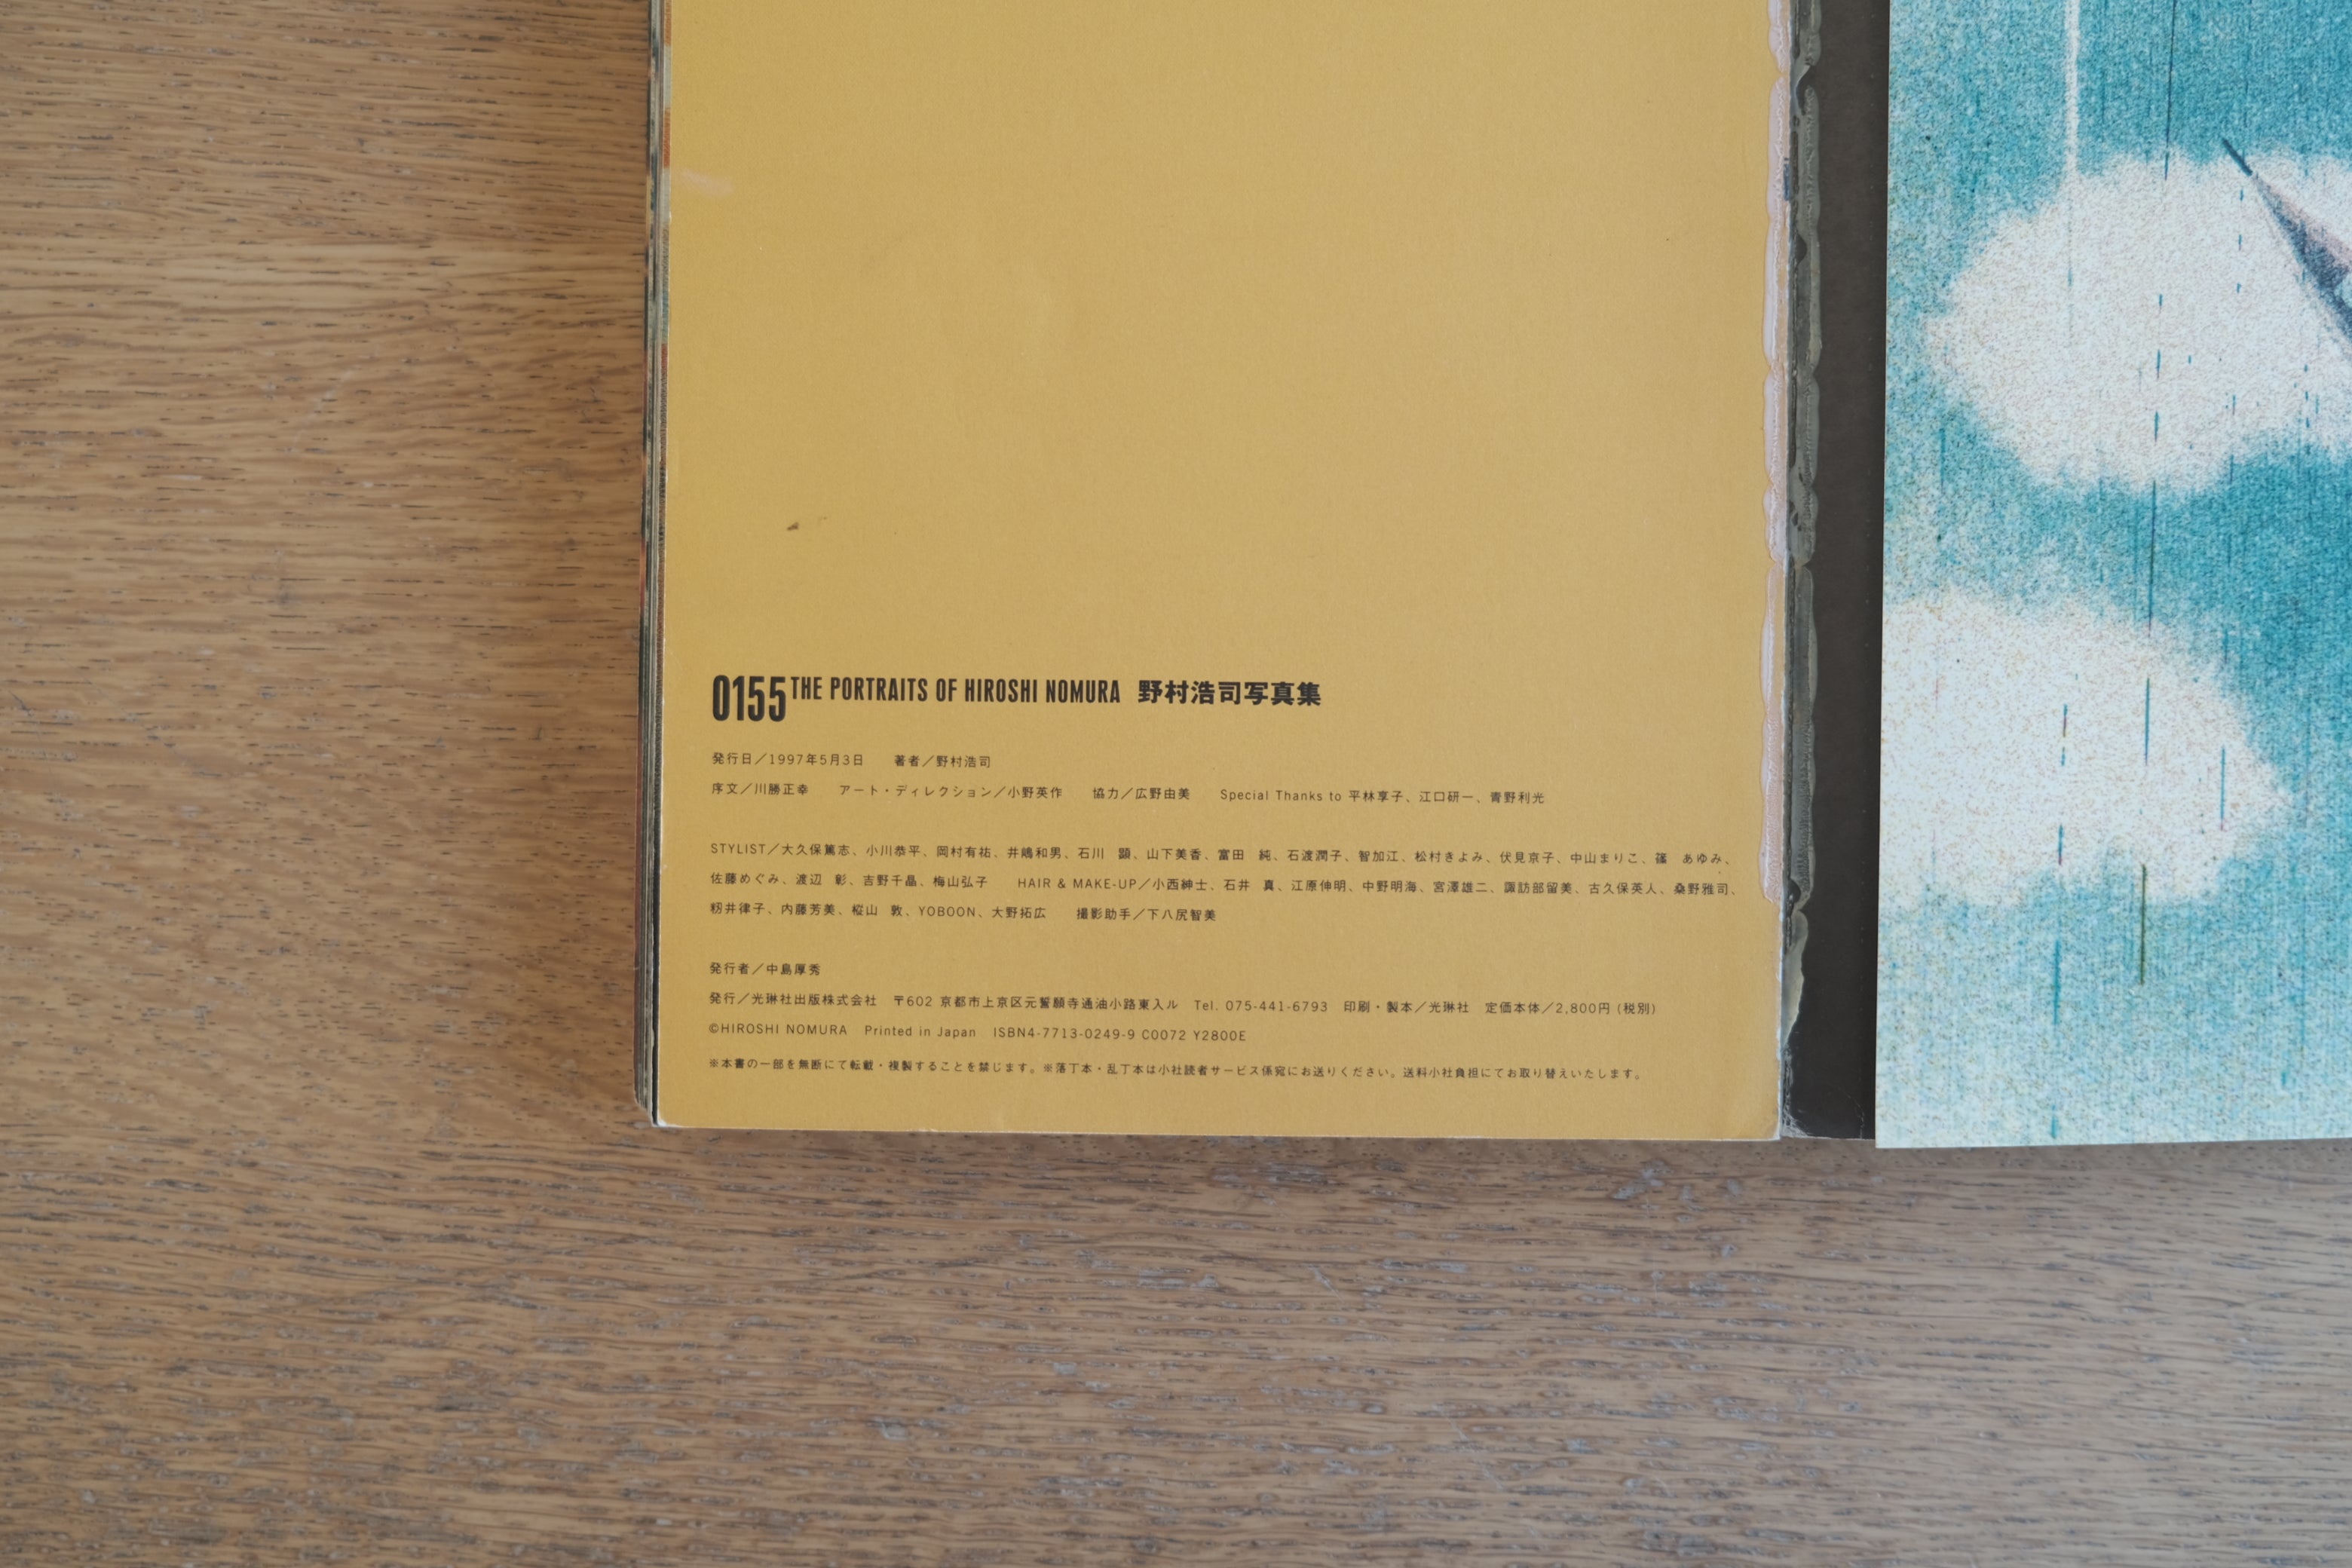 0155 THE PORTRAITS OF HIROSHI NOMURA 野村浩司写真集
発行日／1997年5月3日　著者／野村浩司
序文／川勝正幸　アート・ディレクション／小野英作　協力／広野由美　Special Thanks to 平林享子、江口研一、青野利光
STYLIST／大久保篤志、小川恭平、岡村有祐、井嶋和男、石川　顕、山下美香、富田　純、石渡潤子、智加江、松村きよみ、伏見京子、中山まりこ、篠　あゆみ、
佐藤めぐみ、渡辺　彰、吉野千晶、梅山弘子　HAIR & MAKE-UP／小西紳士、石井　真、江原伸明、中野明海、宮澤雄二、諏訪部留美、古久保英人、桑野雅司、
籾井律子、内藤芳美、樅山　敦、YOBOON、大野拓広　撮影助手／下八尻智美
発行者／中島厚秀
発行／光琳社出版株式会社　〒602 京都市上京区元誓願寺通油小路東入ル　Tel. 075-441-6793　印刷・製本／光琳社　定価本体／2,800円 (税別)
©HIROSHI NOMURA　Printed in Japan　ISBN4-7713-0249-9 C0072 Y2800E
※本書の一部を無断にて転載・複製することを禁じます。※落丁本・乱丁本は小社読者サービス係宛にお送りください。送料小社負担にてお取り替えいたします。